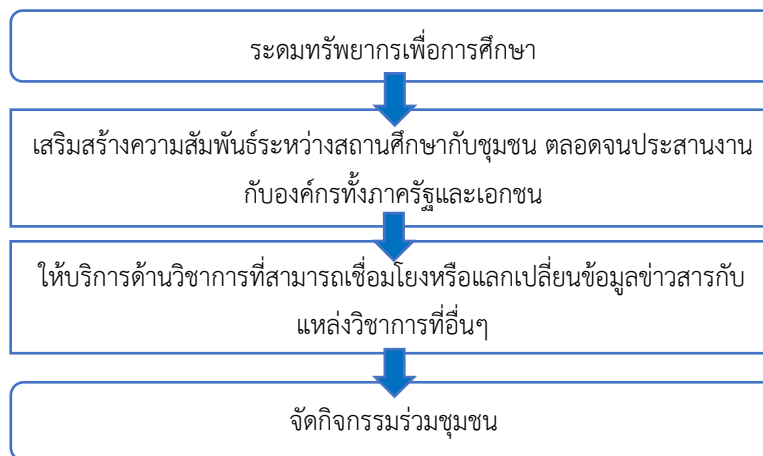 ระดมทรัพยากรเพื่อการศึกษา
เสริมสร้างความสัมพันธ์ระหว่างสถานศึกษากับชุมชน ตลอดจนประสานงาน
กับองค์กรทั้งภาครัฐและเอกชน
ให้บริการด้านวิชาการที่สามารถเชื่อมโยงหรือแลกเปลี่ยนข้อมูลข่าวสารกับ
แหล่งวิชาการที่อื่นๆ
จัดกิจกรรมร่วมชุมชน